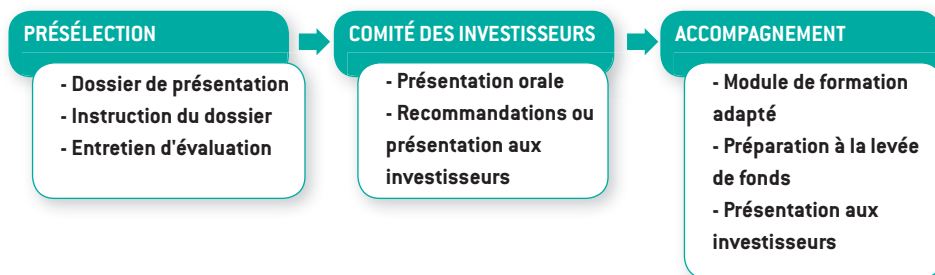 PRÉSÉLECTION
- Dossier de présentation
- Instruction du dossier
- Entretien d'évaluation
COMITÉ DES INVESTISSEURS
- Présentation orale
- Recommandations ou
présentation aux
investisseurs
ACCOMPAGNEMENT
- Module de formation
adapté
- Préparation à la levée
de fonds
- Présentation aux
investisseurs